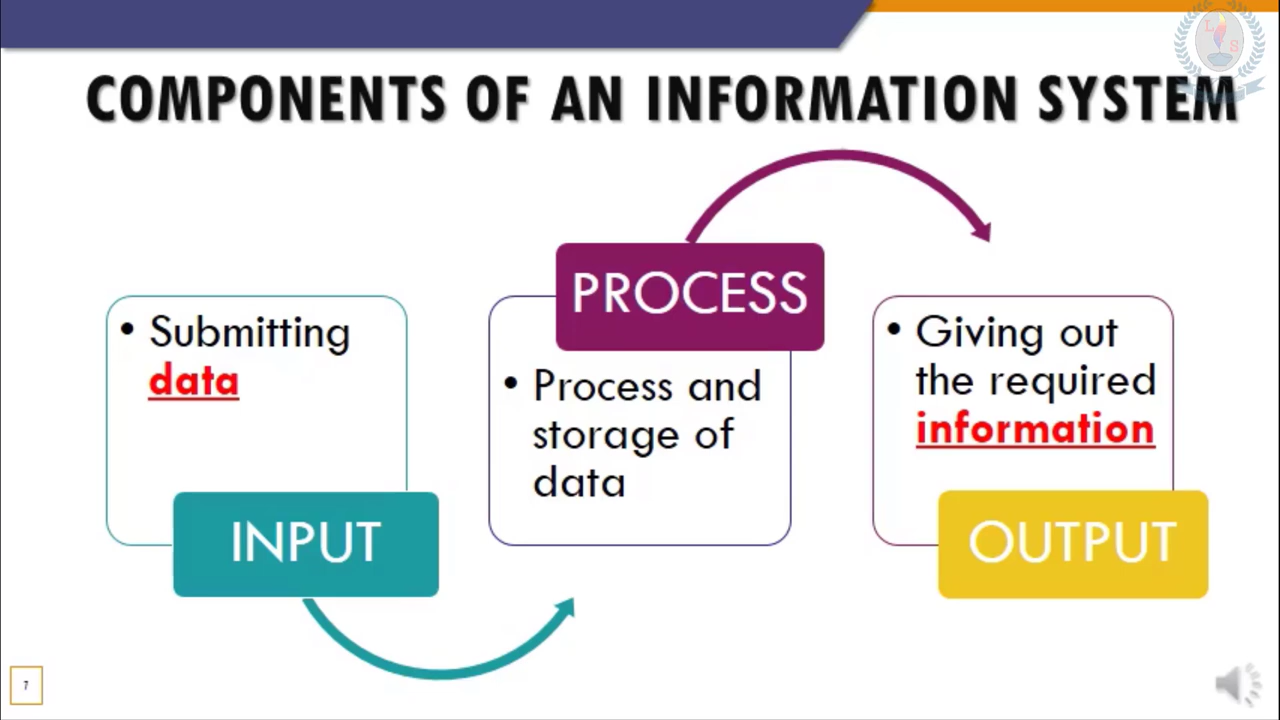 COMPONENTS OF AN INFORMATION SYSTEM
• Submitting
data
INPUT
PROCESS
• Process and
storage of
data
• Giving out
the required
information
OUTPUT
7
L
S